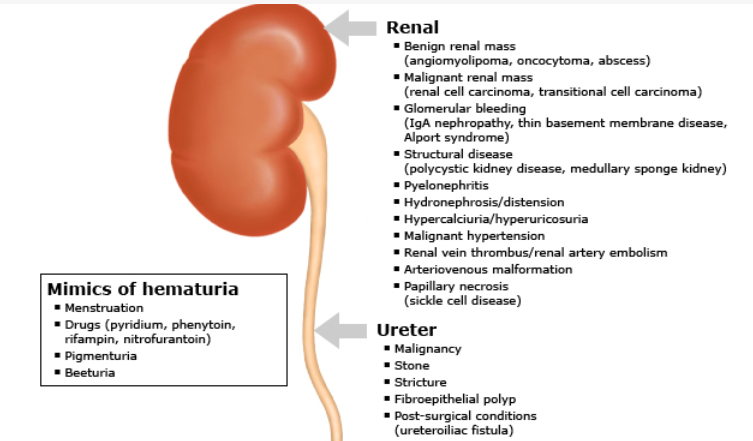 Renal
▪ Benign renal mass
(angiomyolipoma, oncocytoma, abscess)
▪ Malignant renal mass
(renal cell carcinoma, transitional cell carcinoma)
▪ Glomerular bleeding
(IgA nephropathy, thin basement membrane disease,
Alport syndrome)
▪ Structural disease
(polycystic kidney disease, medullary sponge kidney)
▪ Pyelonephritis
▪ Hydronephrosis/distension
▪ Hypercalciuria/hyperuricosuria
▪ Malignant hypertension
▪ Renal vein thrombus/renal artery embolism
▪ Arteriovenous malformation
▪ Papillary necrosis
(sickle cell disease)
Mimics of hematuria
▪ Menstruation
▪ Drugs (pyridium, phenytoin,
rifampin, nitrofurantoin)
▪ Pigmenturia
▪ Beeturia
Ureter
▪ Malignancy
▪ Stone
▪ Stricture
▪ Fibroepithelial polyp
▪ Post-surgical conditions
(ureteroiliac fistula)